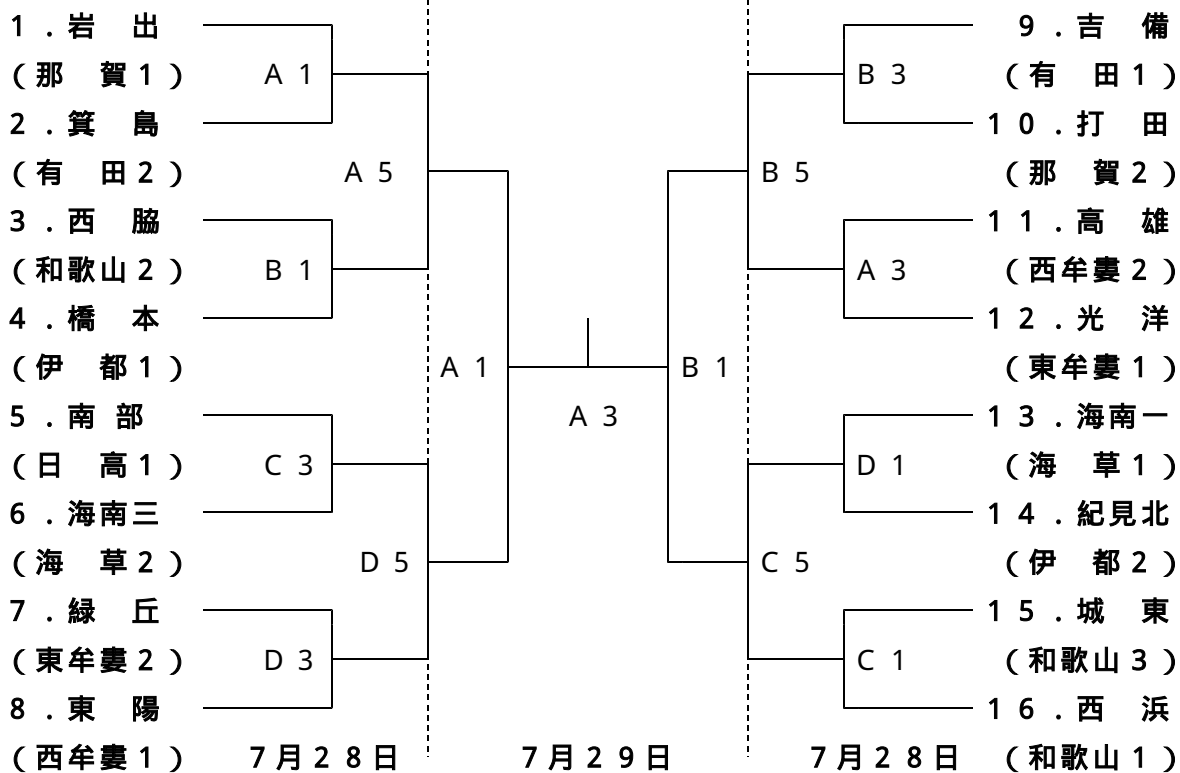 1．岩　出
（那　賀1）
2．箕　島
（有　田2）
3．西　脇
（和歌山2）
4．橋　本
（伊　都1）
5．南 部
（日　高1）
6．海南三
（海　草2）
7．緑　丘
（東牟婁2）
8．東　陽
（西牟婁1）
A 1
B 1
C 3
D 3
A 5
D 5
A 1
A 3
B 1
B 5
C 5
B 3
A 3
D 1
C 1
9．吉　備
（有　田1）
10．打　田
（那　賀2）
11．高　雄
（西牟婁2）
12．光　洋
（東牟婁1）
13．海南一
（海　草1）
14．紀見北
（伊　都2）
15．城　東
（和歌山3）
16．西　浜
（和歌山1）
7月28日
7月29日
7月28日